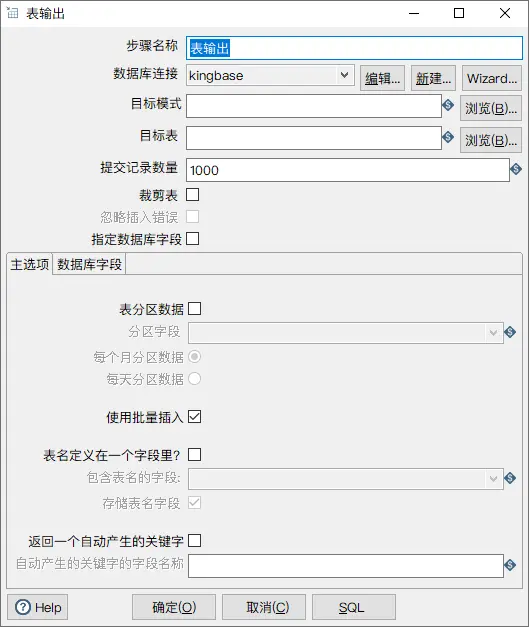 表输出
步骤名称 表输出
数据库连接 kingbase 编辑... 新建... Wizard...
目标模式 浏览(B)...
目标表 浏览(B)...
提交记录数量 1000
裁剪表
忽略插入错误
指定数据库字段
主选项 数据库字段
表分区数据
分区字段
每个月分区数据
每天分区数据
使用批量插入
表名定义在一个字段里?
包含表名的字段:
存储表名字段
返回一个自动产生的关键字
自动产生的关键字的字段名称
Help 确定(O) 取消(C) SQL